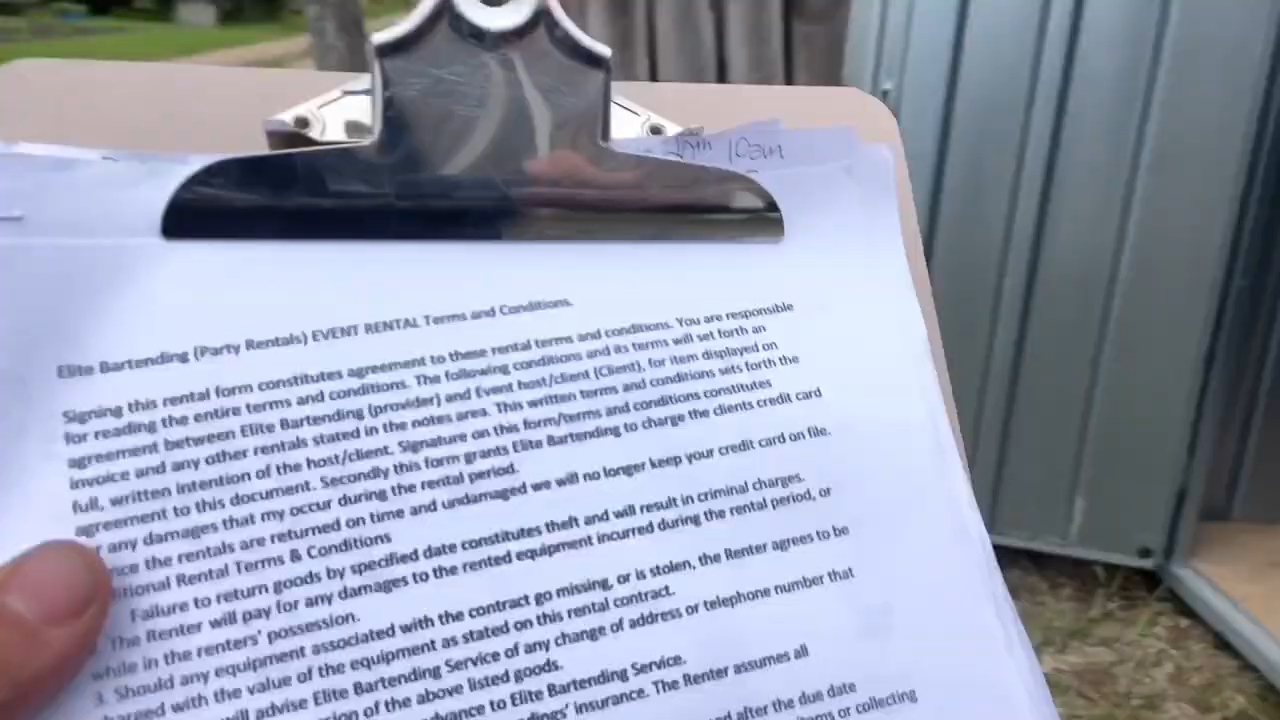 10am
Elite Bartending (Party Rentals) EVENT RENTAL Terms and Conditions.
Signing this rental form constitutes agreement to these rental terms and conditions. You are responsible
for reading the entire terms and conditions. The following conditions and its terms will set forth an
agreement between Elite Bartending (provider) and Event host/client (Client), for item displayed on
invoice and any other rentals stated in the notes area. This written terms and conditions sets forth the
full, written intention of the host/client. Signature on this form/terms and conditions constitutes
agreement to this document. Secondly this form grants Elite Bartending to charge the clients credit card
any damages that my occur during the rental period.
the rentals are returned on time and undamaged we will no longer keep your credit card on file.
Rental Terms & Conditions
Failure to return goods by specified date constitutes theft and will result in criminal charges.
The Renter will pay for any damages to the rented equipment incurred during the rental period, or
while in the renters' possession.
3. Should any equipment associated with the contract go missing, or is stolen, the Renter agrees to be
charged with the value of the equipment as stated on this rental contract.
will advise Elite Bartending Service of any change of address or telephone number that
of the above listed goods.
advance to Elite Bartending Service.
insurance. The Renter assumes all
after the due date
or collecting